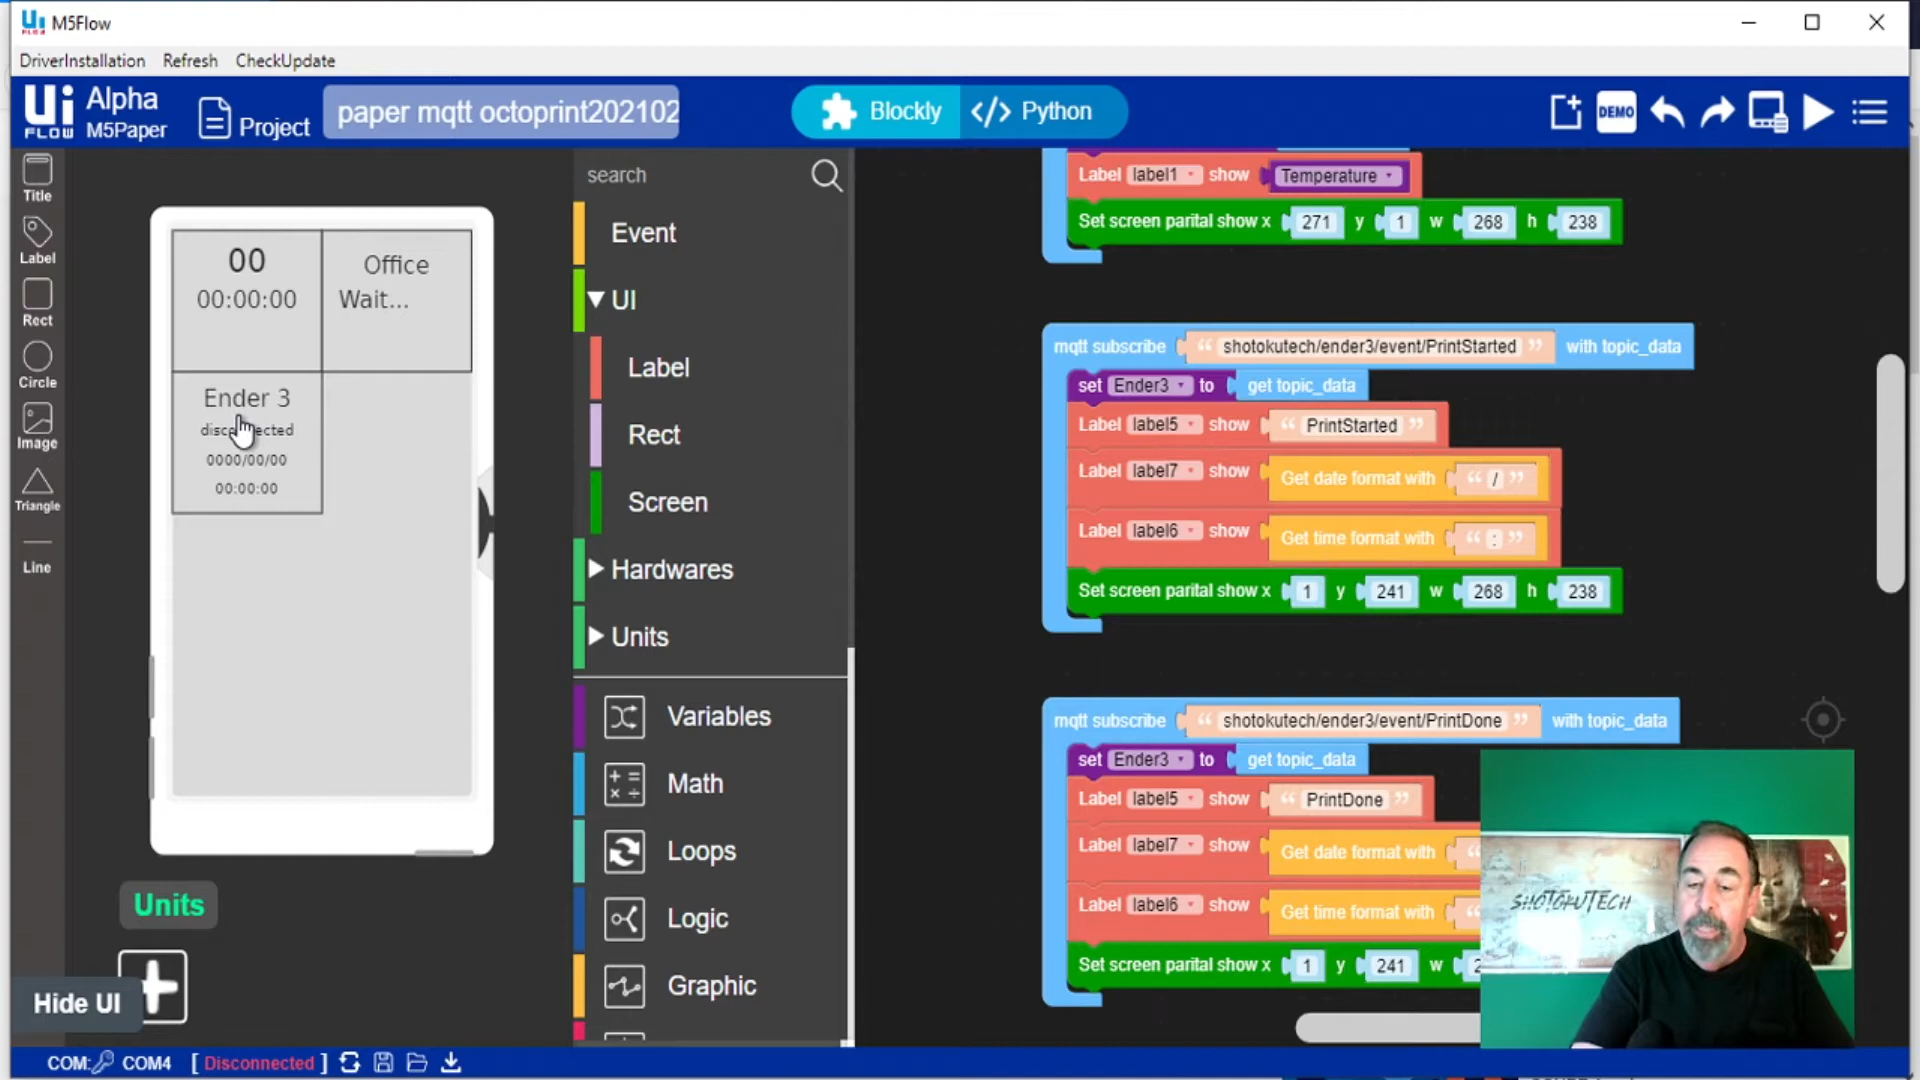 M5Flow
DriverInstallation Refresh CheckUpdate
Ui FLOW Alpha M5Paper Project paper mqtt octoprint202102 Blockly </> Python DEMO
Title
Label
Rect
Circle
Image
Triangle
Line
00
00:00:00
Office
Wait...
Ender 3
0000/00/00
00:00:00
Units
Hide UI
search
Event
UI
Label
Rect
Screen
Hardwares
Units
Variables
Math
Loops
Logic
Graphic
Label label1 show Temperature
Set screen parital show x 271 y 1 w 268 h 238
mqtt subscribe “ shotokutech/ender3/event/PrintStarted ” with topic_data
set Ender3 to get topic_data
Label label5 show “ PrintStarted ”
Label label7 show Get date format with “ / ”
Label label6 show Get time format with “ : ”
Set screen parital show x 1 y 241 w 268 h 238
mqtt subscribe “ shotokutech/ender3/event/PrintDone ” with topic_data
set Ender3 to get topic_data
Label label5 show “ PrintDone ”
Label label7 show Get date format with “
Label label6 show Get time format with “
Set screen parital show x 1 y 241 w 2
SHOTOKUTECH
COM: COM4 [ Disconnected ]